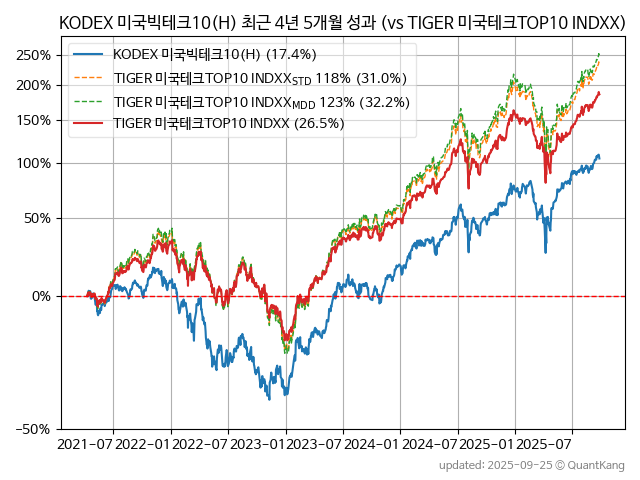 KODEX 미국빅테크10(H) 최근 4년 5개월 성과 (vs TIGER 미국테크TOP10 INDXX)
KODEX 미국빅테크10(H) (17.4%)
TIGER 미국테크TOP10 INDXX STD 118% (31.0%)
TIGER 미국테크TOP10 INDXX MDD 123% (32.2%)
TIGER 미국테크TOP10 INDXX (26.5%)
250%
200%
150%
100%
50%
0%
-50%
2021-07 2022-01 2022-07 2023-01 2023-07 2024-01 2024-07 2025-01 2025-07
updated: 2025-09-25 © QuantKang